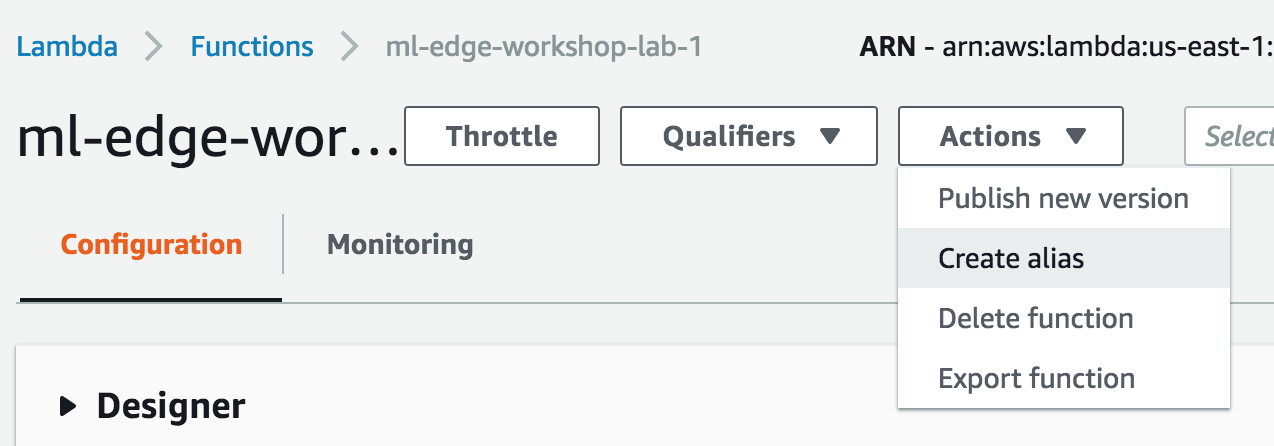 Lambda Functions ml-edge-workshop-lab-1 ARN - arn:aws:lambda:us-east-1:
ml-edge-wor... Throttle Qualifiers Actions Select
Publish new version
Configuration Monitoring
Create alias
Delete function
Export function
Designer